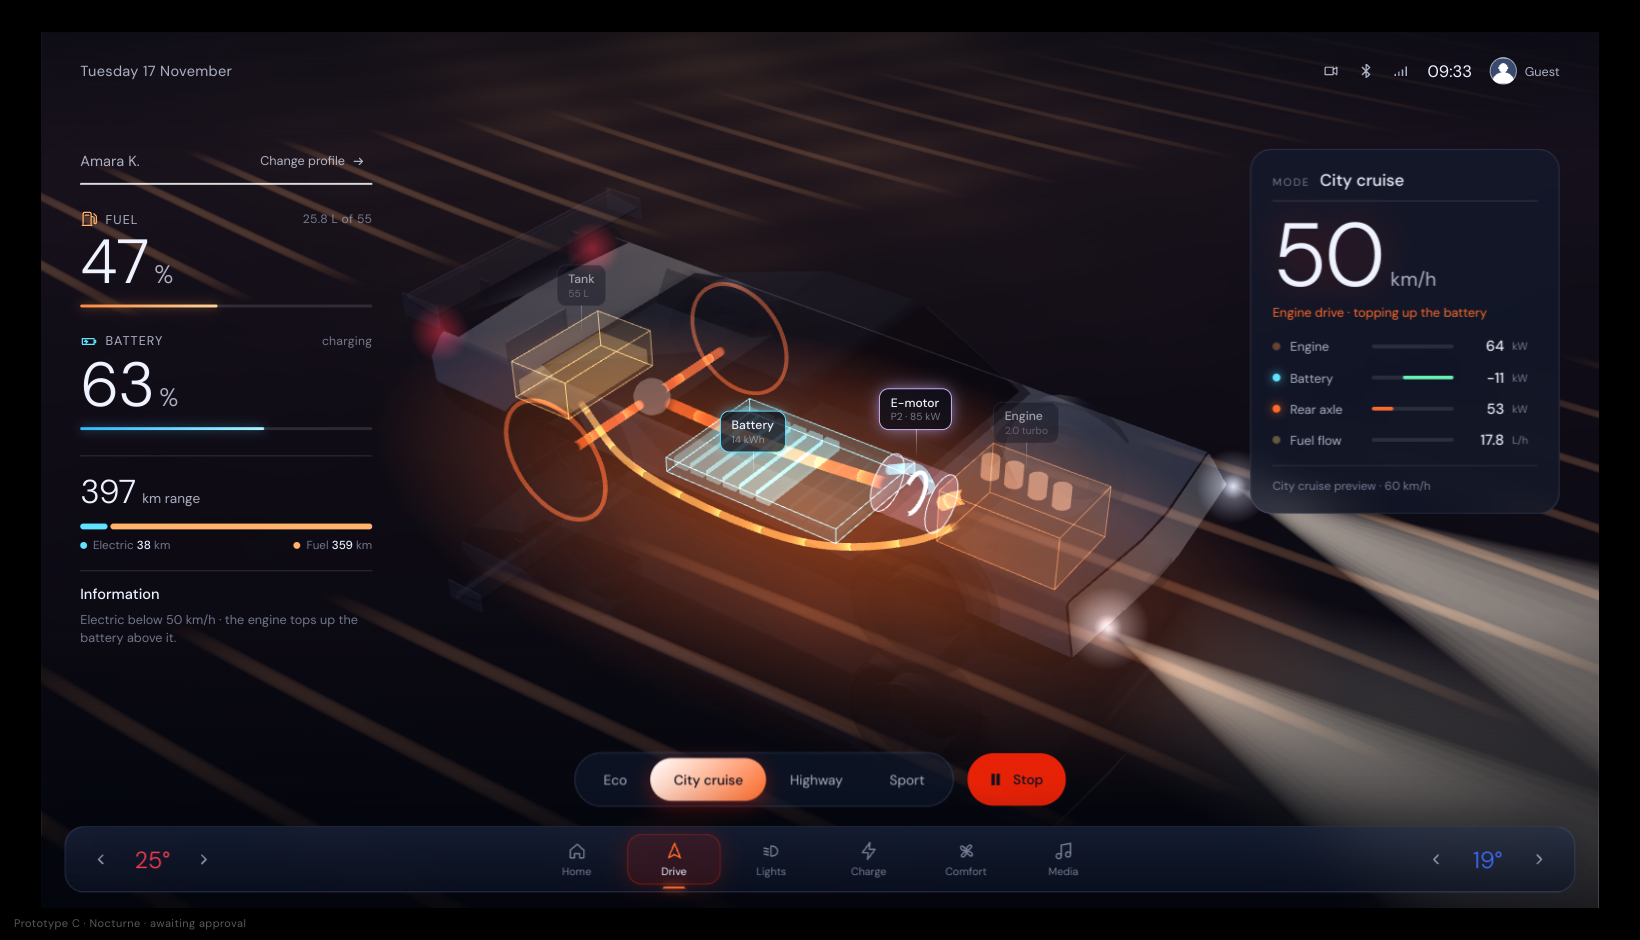 Tuesday 17 November
09:33
Guest
Amara K.
Change profile →
FUEL
25.8 L of 55
47 %
BATTERY
charging
63 %
397 km range
Electric 38 km
Fuel 359 km
Information
Electric below 50 km/h · the engine tops up the
battery above it.
Tank
55 L
Battery
14 kWh
E-motor
P2 · 85 kW
Engine
2.0 turbo
MODE City cruise
50 km/h
Engine drive · topping up the battery
Engine 64 kW
Battery -11 kW
Rear axle 53 kW
Fuel flow 17.8 L/h
City cruise preview · 60 km/h
Eco
City cruise
Highway
Sport
Stop
25°
Home
Drive
Lights
Charge
Comfort
Media
19°
Prototype C · Nocturne · awaiting approval